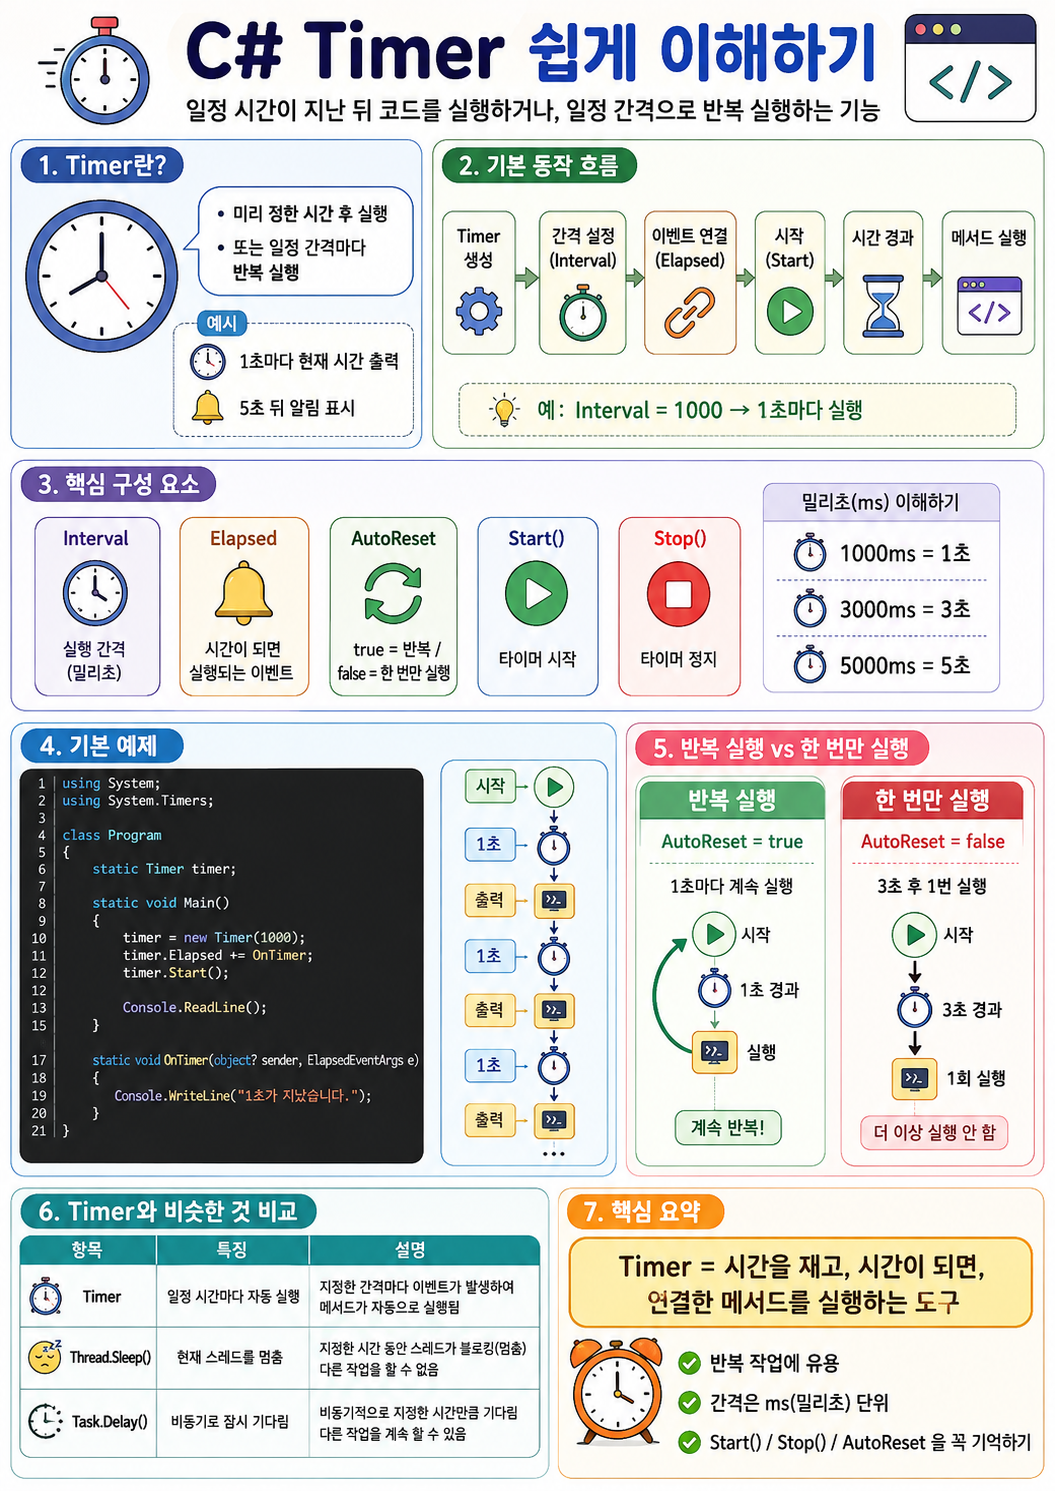 C# Timer 쉽게 이해하기
일정 시간이 지난 뒤 코드를 실행하거나, 일정 간격으로 반복 실행하는 기능
</>
1. Timer란?
• 미리 정한 시간 후 실행
• 또는 일정 간격마다
반복 실행
예시
1초마다 현재 시간 출력
5초 뒤 알림 표시
2. 기본 동작 흐름
Timer
생성
간격 설정
(Interval)
이벤트 연결
(Elapsed)
시작
(Start)
시간 경과
메서드 실행
</>
예: Interval = 1000 → 1초마다 실행
3. 핵심 구성 요소
Interval
실행 간격
(밀리초)
Elapsed
시간이 되면
실행되는 이벤트
AutoReset
true = 반복 /
false = 한 번만 실행
Start()
타이머 시작
Stop()
타이머 정지
밀리초(ms) 이해하기
1000ms = 1초
3000ms = 3초
5000ms = 5초
4. 기본 예제
1 using System;
2 using System.Timers;
3
4 class Program
5 {
6 static Timer timer;
7
8 static void Main()
9 {
10 timer = new Timer(1000);
11 timer.Elapsed += OnTimer;
12 timer.Start();
12
13 Console.ReadLine();
15 }
17 static void OnTimer(object? sender, ElapsedEventArgs e)
18 {
19 Console.WriteLine("1초가 지났습니다.");
20 }
21 }
시작
1초
출력
1초
출력
1초
출력
...
5. 반복 실행 vs 한 번만 실행
반복 실행
AutoReset = true
1초마다 계속 실행
시작
1초 경과
실행
계속 반복!
한 번만 실행
AutoReset = false
3초 후 1번 실행
시작
3초 경과
1회 실행
더 이상 실행 안 함
6. Timer와 비슷한 것 비교
항목 특징 설명
Timer 일정 시간마다 자동 실행 지정한 간격마다 이벤트가 발생하여
메서드가 자동으로 실행됨
Thread.Sleep() 현재 스레드를 멈춤 지정한 시간 동안 스레드가 블로킹(멈춤)
다른 작업을 할 수 없음
Task.Delay() 비동기로 잠시 기다림 비동기적으로 지정한 시간만큼 기다림
다른 작업을 계속 할 수 있음
7. 핵심 요약
Timer = 시간을 재고, 시간이 되면,
연결한 메서드를 실행하는 도구
반복 작업에 유용
간격은 ms(밀리초) 단위
Start() / Stop() / AutoReset 을 꼭 기억하기